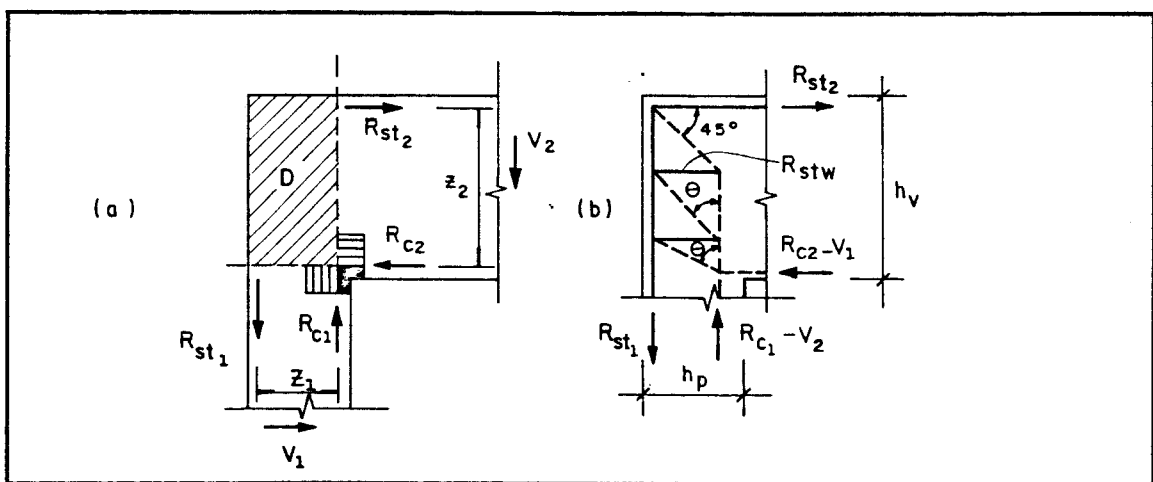 (a)
D
R_st2
V_2
z_2
R_c2
R_c1
R_st1
Z_1
V_1
(b)
R_st2
45°
R_stw
θ
θ
h_v
R_c2-V_1
R_st1
R_c1-V_2
h_p